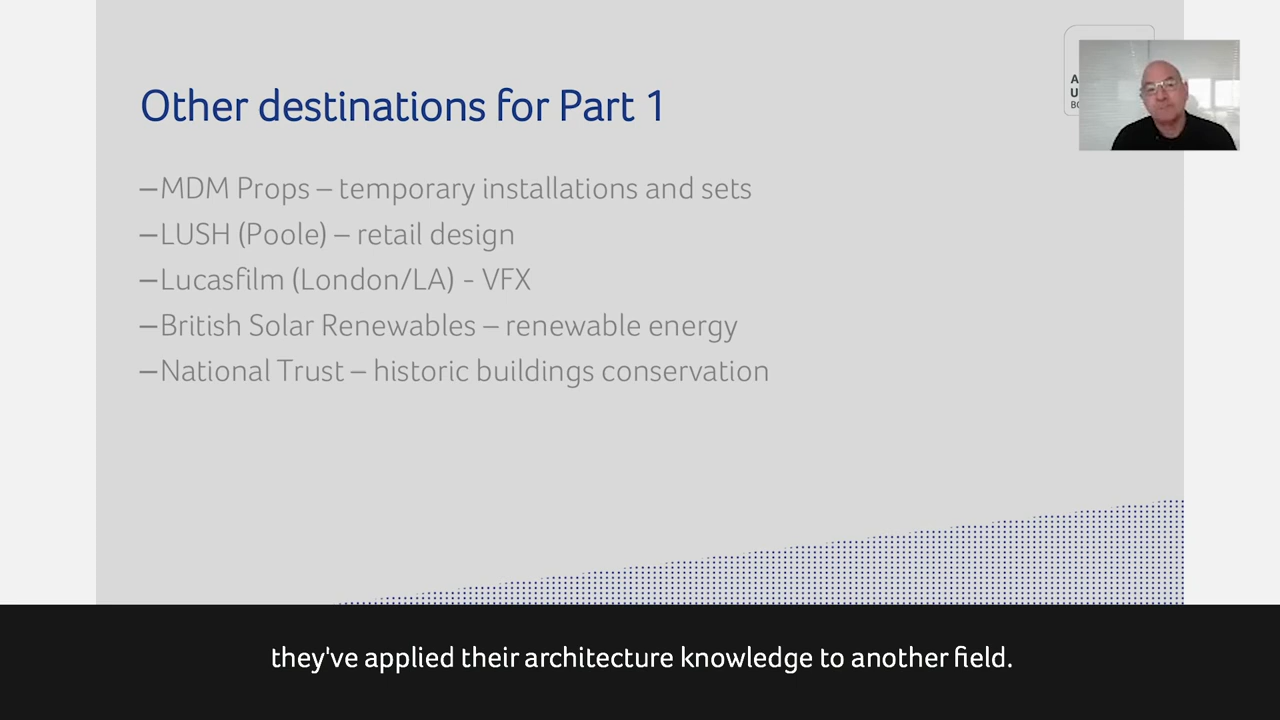 Other destinations for Part 1
A
U
BO
–MDM Props – temporary installations and sets
–LUSH (Poole) – retail design
–Lucasfilm (London/LA) - VFX
–British Solar Renewables – renewable energy
–National Trust – historic buildings conservation
they've applied their architecture knowledge to another field.